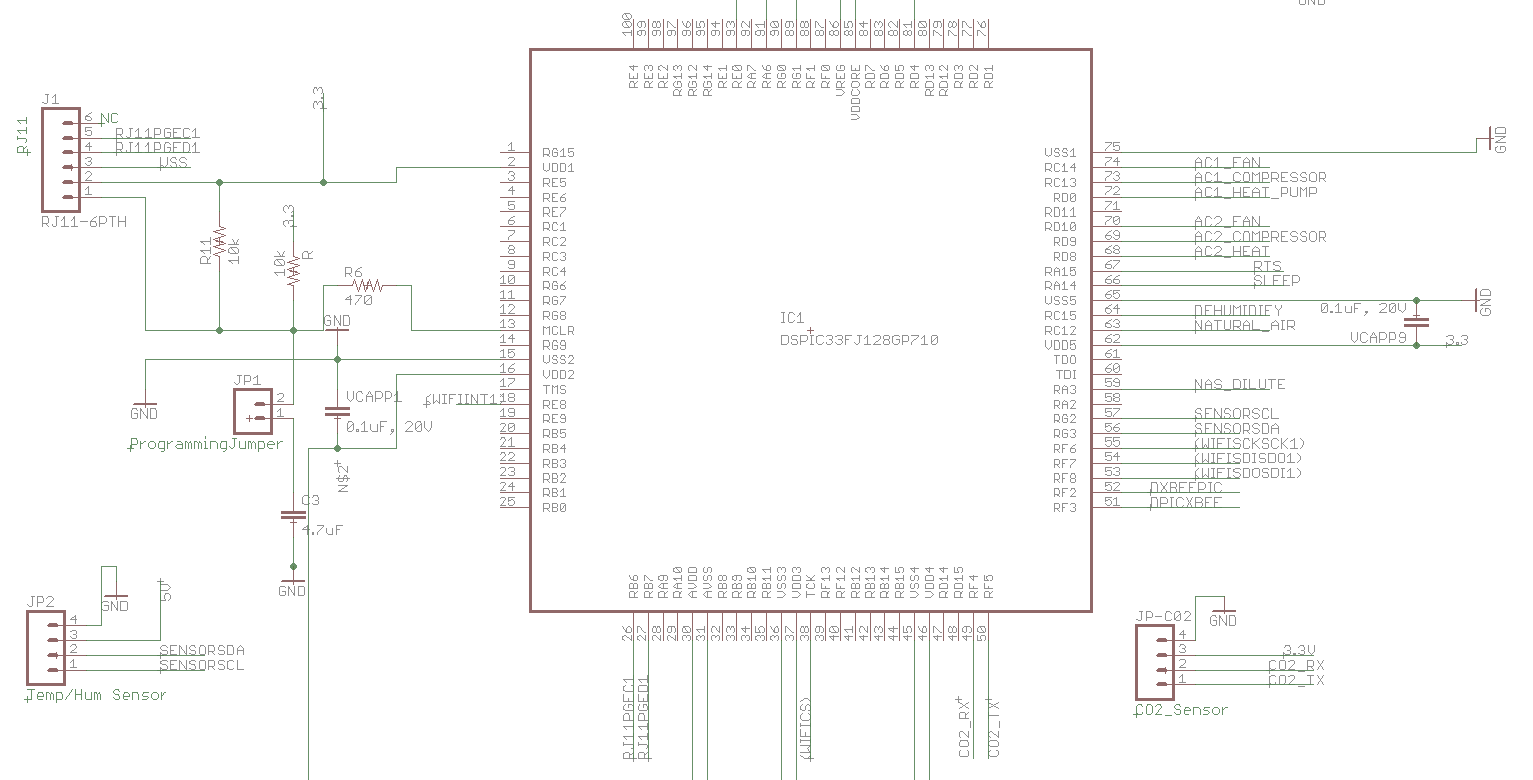 GND
100 99 98 97 96 95 94 93 92 91 90 89 88 87 86 85 84 83 82 81 80 79 78 77 76
RE4 RE3 RE2 RG13 RG12 RG14 RE1 RE0 RA7 RA6 RG0 RG1 RF1 RF0 VREG VDDCORE RD7 RD6 RD5 RD4 RD13 RD12 RD3 RD2 RD1
J1
RJ11
6 NC
5 RJ11PGEC1
4 RJ11PGED1
3 VSS
2
1
RJ11-6PTH
3.3
R11
10k
3.3
10k
R
R6
470
GND
GND
JP1
2
1
ProgrammingJumper
VCAPP1
0.1uF, 20V
N$2
C3
4.7uF
GND
(WIFIINT1)
1 RG15
2 VDD1
3 RE5
4 RE6
5 RE7
6 RC1
7 RC2
8 RC3
9 RC4
10 RG6
11 RG7
12 RG8
13 MCLR
14 RG9
15 VSS2
16 VDD2
17 TMS
18 RE8
19 RE9
20 RB5
21 RB4
22 RB3
23 RB2
24 RB1
25 RB0
IC1
DSPIC33FJ128GP710
VSS1 75 GND
RC14 74 AC1_FAN
RC13 73 AC1_COMPRESSOR
RD0 72 AC1_HEAT_PUMP
RD11 71
RD10 70 AC2_FAN
RD9 69 AC2_COMPRESSOR
RD8 68 AC2_HEAT
RA15 67 RTS
RA14 66 SLEEP
VSS5 65 GND
RC15 64 DEHUMIDIFY
RC12 63 NATURAL_AIR
VDD5 62 3.3
0.1uF, 20V
VCAPP9
TDO 61
TDI 60
RA3 59 NAS_DILUTE
RA2 58
RG2 57 SENSORSCL
RG3 56 SENSORSDA
RF6 55 (WIFISCKSCK1)
RF7 54 (WIFISDISDO1)
RF8 53 (WIFISDOSDI1)
RF2 52 DXBEEPIC
RF3 51 DPICXBEE
RB6 RB7 RA9 RA10 AVDD AVSS RB8 RB9 RB10 RB11 VSS3 VDD3 TCK RF13 RF12 RB12 RB13 RB14 RB15 VSS4 VDD4 RD14 RD15 RF4 RF5
26 27 28 29 30 31 32 33 34 35 36 37 38 39 40 41 42 43 44 45 46 47 48 49 50
RJ11PGEC1
RJ11PGED1
(WIFICS)
CO2_RX
CO2_TX
JP2
GND
5V
4
3
2 SENSORSDA
1 SENSORSCL
Temp/Hum Sensor
JP-CO2
GND
4
3 3.3V
2 CO2_RX
1 CO2_TX
CO2_Sensor